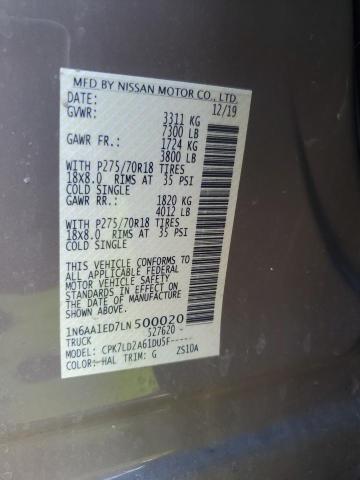 MFD BY NISSAN MOTOR CO., LTD.
DATE: 12/19
GVWR: 3311 KG
7300 LB
GAWR FR.: 1724 KG
3800 LB
WITH P275/70R18 TIRES
18X8.0 RIMS AT 35 PSI
COLD SINGLE
GAWR RR.: 1820 KG
4012 LB
WITH P275/70R18 TIRES
18X8.0 RIMS AT 35 PSI
COLD SINGLE
THIS VEHICLE CONFORMS TO
ALL APPLICABLE FEDERAL
MOTOR VEHICLE SAFETY
STANDARDS IN EFFECT ON THE
DATE OF MANUFACTURE
SHOWN ABOVE.
1N6AA1ED7LN500020
TRUCK 527620 -
MODEL: CPK7LD2A61DU5F-----
COLOR: HAL TRIM: G ZS10A